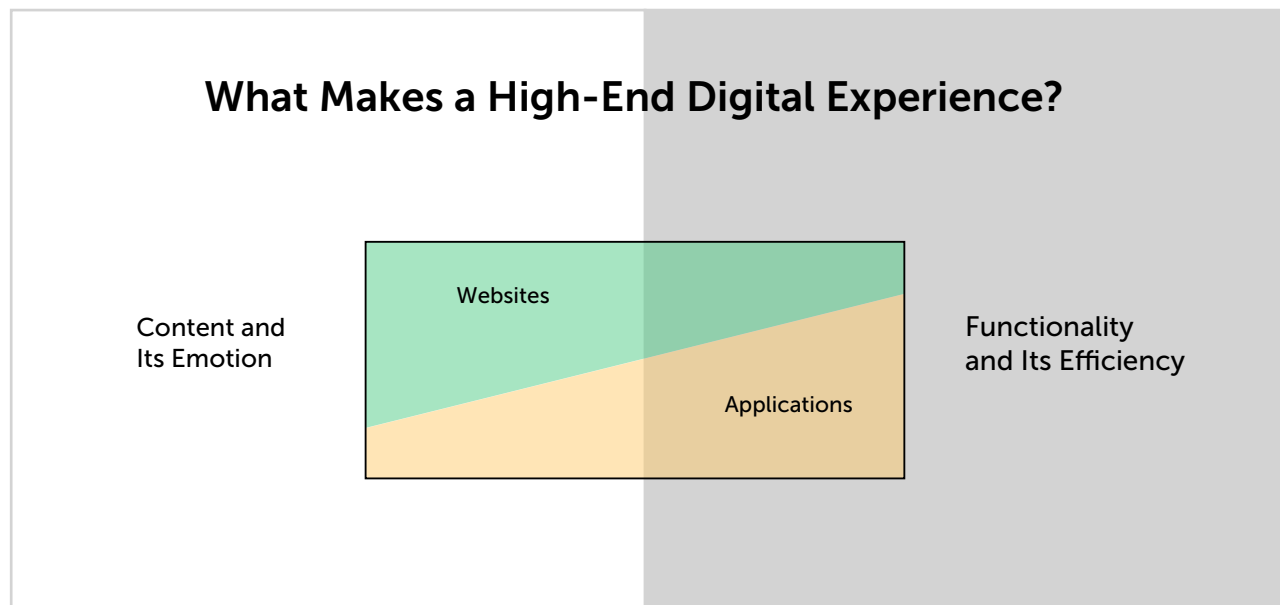 What Makes a High-End Digital Experience?
Websites
Content and
Its Emotion
Functionality
and Its Efficiency
Applications